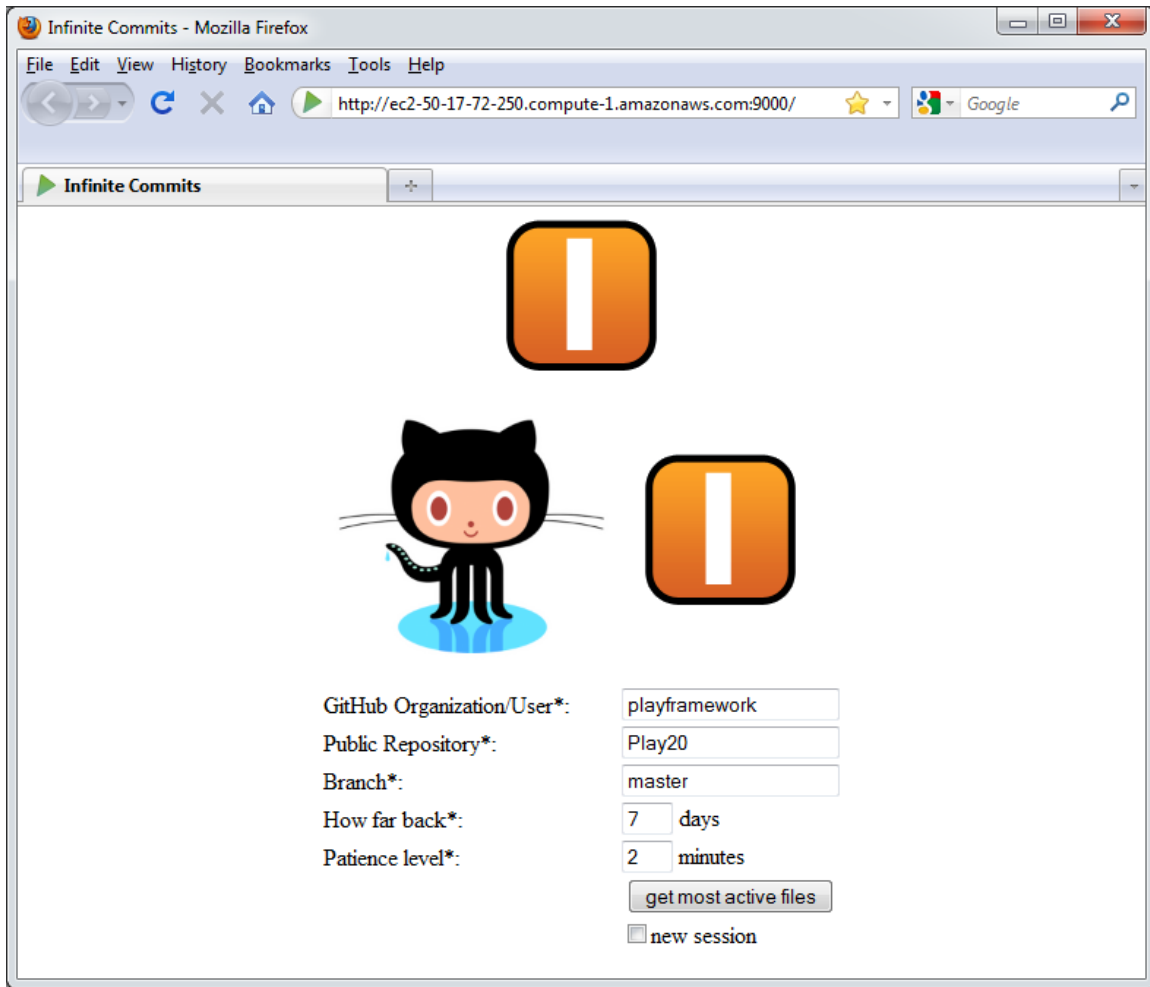 Infinite Commits - Mozilla Firefox
File Edit View History Bookmarks Tools Help
http://ec2-50-17-72-250.compute-1.amazonaws.com:9000/ Google
Infinite Commits
I
I
GitHub Organization/User*: playframework
Public Repository*: Play20
Branch*: master
How far back*: 7 days
Patience level*: 2 minutes
get most active files
new session